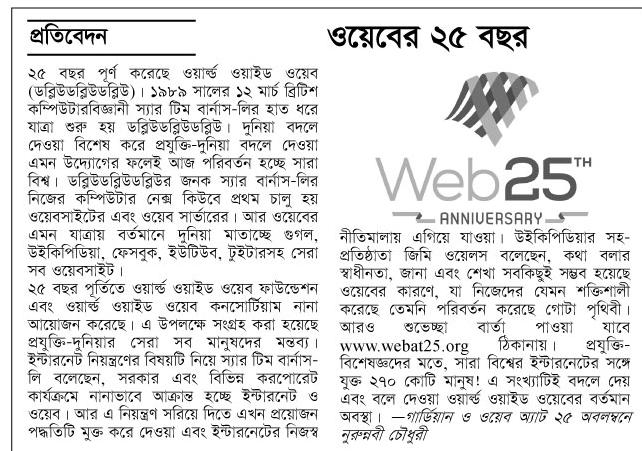 প্রতিবেদন
ওয়েবের ২৫ বছর
২৫ বছর পূর্ণ করেছে ওয়ার্ল্ড ওয়াইড ওয়েব
(ডব্লিউডব্লিউডব্লিউ)। ১৯৮৯ সালের ১২ মার্চ ব্রিটিশ
কম্পিউটারবিজ্ঞানী স্যার টিম বার্নাস-লির হাত ধরে
যাত্রা শুরু হয় ডব্লিউডব্লিউডব্লিউ। দুনিয়া বদলে
দেওয়া বিশেষ করে প্রযুক্তি-দুনিয়া বদলে দেওয়া
এমন উদ্যোগের ফলেই আজ পরিবর্তন হচ্ছে সারা
বিশ্ব। ডব্লিউডব্লিউডব্লিউর জনক স্যার বার্নাস-লির
নিজের কম্পিউটার নেক্স কিউবে প্রথম চালু হয়
ওয়েবসাইটের এবং ওয়েব সার্ভারের। আর ওয়েবের
এমন যাত্রায় বর্তমানে দুনিয়া মাতাচ্ছে গুগল,
উইকিপিডিয়া, ফেসবুক, ইউটিউব, টুইটারসহ সেরা
সব ওয়েবসাইট।
২৫ বছর পূর্তিতে ওয়ার্ল্ড ওয়াইড ওয়েব ফাউন্ডেশন
এবং ওয়ার্ল্ড ওয়াইড ওয়েব কনসোর্টিয়াম নানা
আয়োজন করেছে। এ উপলক্ষে সংগ্রহ করা হয়েছে
প্রযুক্তি-দুনিয়ার সেরা সব মানুষদের মন্তব্য।
ইন্টারনেট নিয়ন্ত্রণের বিষয়টি নিয়ে স্যার টিম বার্নাস-
লি বলেছেন, সরকার এবং বিভিন্ন করপোরেট
কার্যক্রমে নানাভাবে আক্রান্ত হচ্ছে ইন্টারনেট ও
ওয়েব। আর এ নিয়ন্ত্রণ সরিয়ে দিতে এখন প্রয়োজন
পদ্ধতিটি মুক্ত করে দেওয়া এবং ইন্টারনেটের নিজস্ব
Web25TH
ANNIVERSARY
নীতিমালায় এগিয়ে যাওয়া। উইকিপিডিয়ার সহ-
প্রতিষ্ঠাতা জিমি ওয়েলস বলেছেন, কথা বলার
স্বাধীনতা, জানা এবং শেখা সবকিছুই সম্ভব হয়েছে
ওয়েবের কারণে, যা নিজেদের যেমন শক্তিশালী
করেছে তেমনি পরিবর্তন করেছে গোটা পৃথিবী।
আরও শুভেচ্ছা বার্তা পাওয়া যাবে
www.webat25.org ঠিকানায়। প্রযুক্তি-
বিশেষজ্ঞদের মতে, সারা বিশ্বের ইন্টারনেটের সঙ্গে
যুক্ত ২৭০ কোটি মানুষ! এ সংখ্যাটিই বদলে দেয়
এবং বলে দেওয়া ওয়ার্ল্ড ওয়াইড ওয়েবের বর্তমান
অবস্থা। —গার্ডিয়ান ও ওয়েব অ্যাট ২৫ অবলম্বনে
নুরুন্নবী চৌধুরী